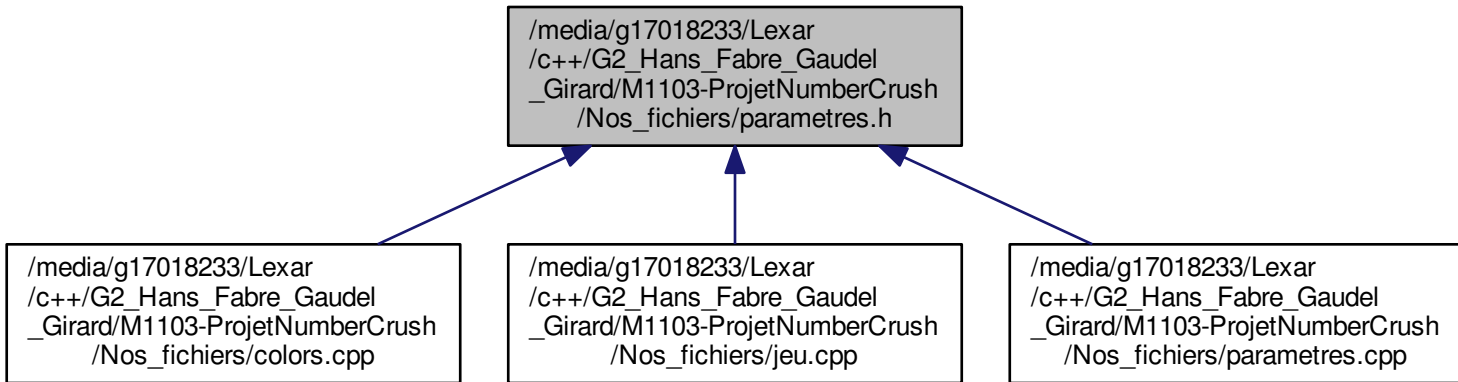 /media/g17018233/Lexar
/c++/G2_Hans_Fabre_Gaudel
_Girard/M1103-ProjetNumberCrush
/Nos_fichiers/parametres.h
/media/g17018233/Lexar
/c++/G2_Hans_Fabre_Gaudel
_Girard/M1103-ProjetNumberCrush
/Nos_fichiers/colors.cpp
/media/g17018233/Lexar
/c++/G2_Hans_Fabre_Gaudel
_Girard/M1103-ProjetNumberCrush
/Nos_fichiers/jeu.cpp
/media/g17018233/Lexar
/c++/G2_Hans_Fabre_Gaudel
_Girard/M1103-ProjetNumberCrush
/Nos_fichiers/parametres.cpp